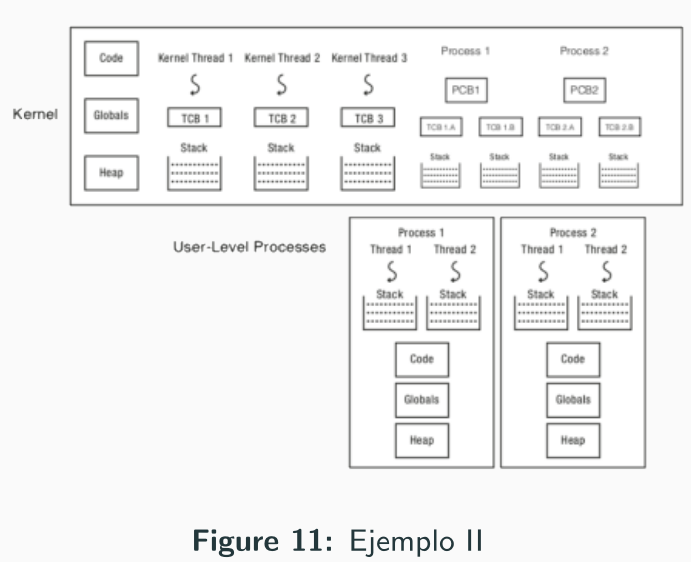 Kernel
Code
Globals
Heap
Kernel Thread 1 Kernel Thread 2 Kernel Thread 3
TCB 1 TCB 2 TCB 3
Stack Stack Stack
Process 1 Process 2
PCB1 PCB2
TCB 1.A TCB 1.B TCB 2.A TCB 2.B
Stack Stack Stack Stack
User-Level Processes
Process 1
Thread 1 Thread 2
Stack Stack
Code
Globals
Heap
Process 2
Thread 1 Thread 2
Stack Stack
Code
Globals
Heap
Figure 11: Ejemplo II